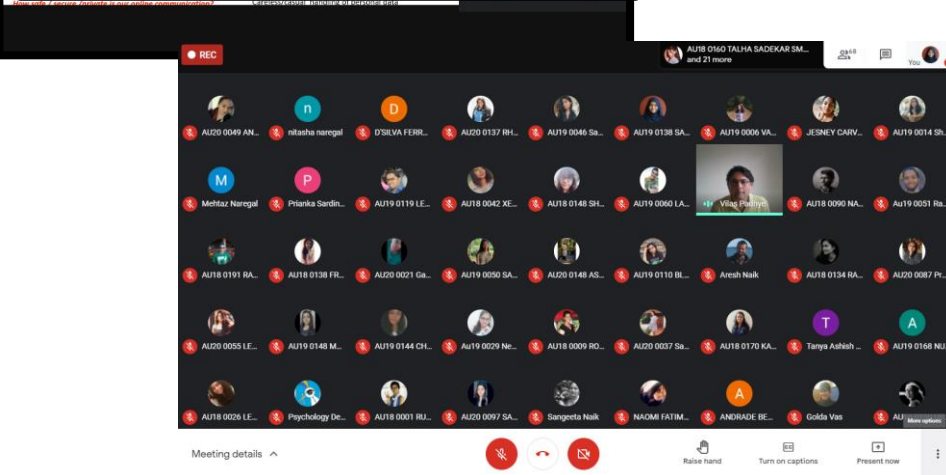 How safe / secure /private is our online communication? Careless/casual handling of personal data
REC
AU18 0160 TALHA SADEKAR SM...
and 21 more
68
You
AU20 0049 AN... nitasha naregal D'SILVA FERR... AU20 0137 RH... AU19 0046 Sa... AU19 0138 SA... AU19 0006 VA... JESNEY CARV... AU19 0014 Sh...
n D
Mehtaz Naregal Prianka Sardin... AU19 0119 LE... AU18 0042 XE... AU18 0148 SH... AU19 0060 LA... Vilas Padhye AU18 0090 NA... Au19 0051 Ra...
M P
AU18 0191 RA... AU18 0138 FR... AU20 0021 Ga... AU19 0050 SA... AU20 0148 AS... AU19 0110 BL... Aresh Naik AU18 0134 RA... AU20 0087 Pr...
T A
AU20 0055 LE... AU19 0148 M... AU19 0144 CH... Au19 0029 Ne... AU18 0009 RO... AU20 0037 Sa... AU18 0170 KA... Tanya Ashish ... AU19 0168 NU
A
AU18 0026 LE... Psychology De... AU18 0001 RU... AU20 0097 SA... Sangeeta Naik NAOMI FATIM... ANDRADE BE... Golda Vas AU
More options
Meeting details
Raise hand Turn on captions Present now